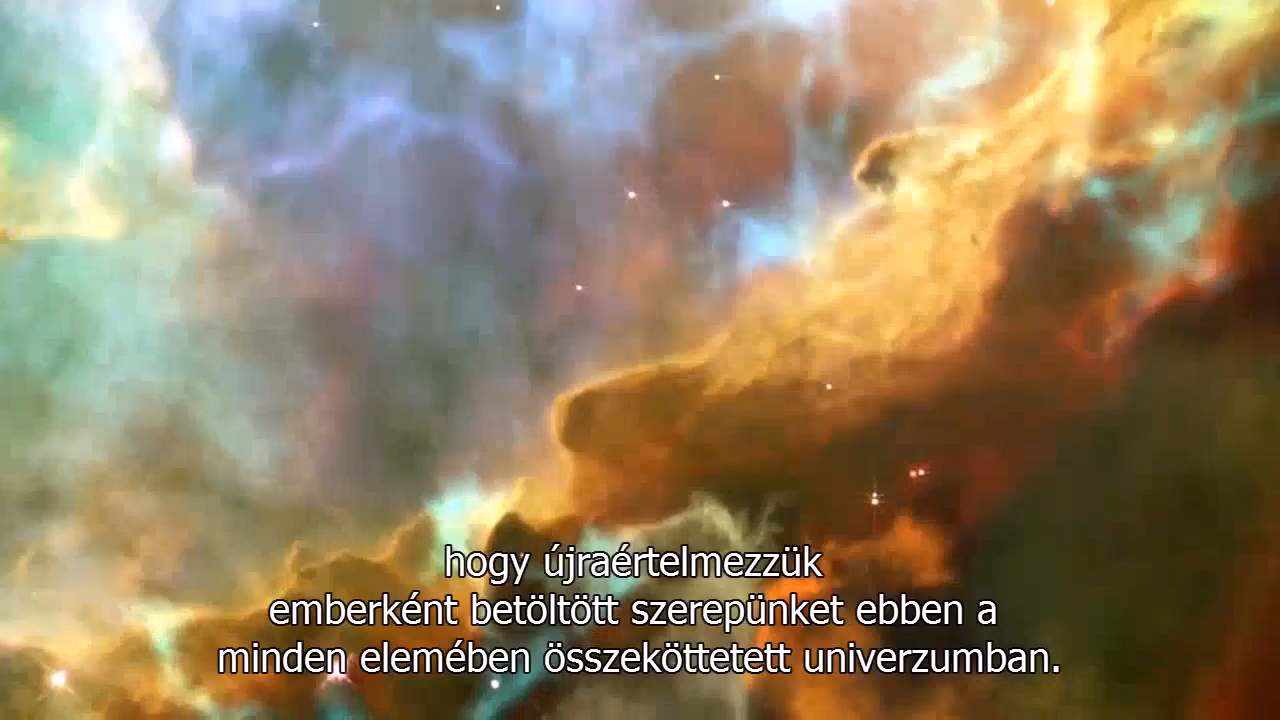 hogy újraértelmezzük
emberként betöltött szerepünket ebben a
minden elemében összeköttetett univerzumban.